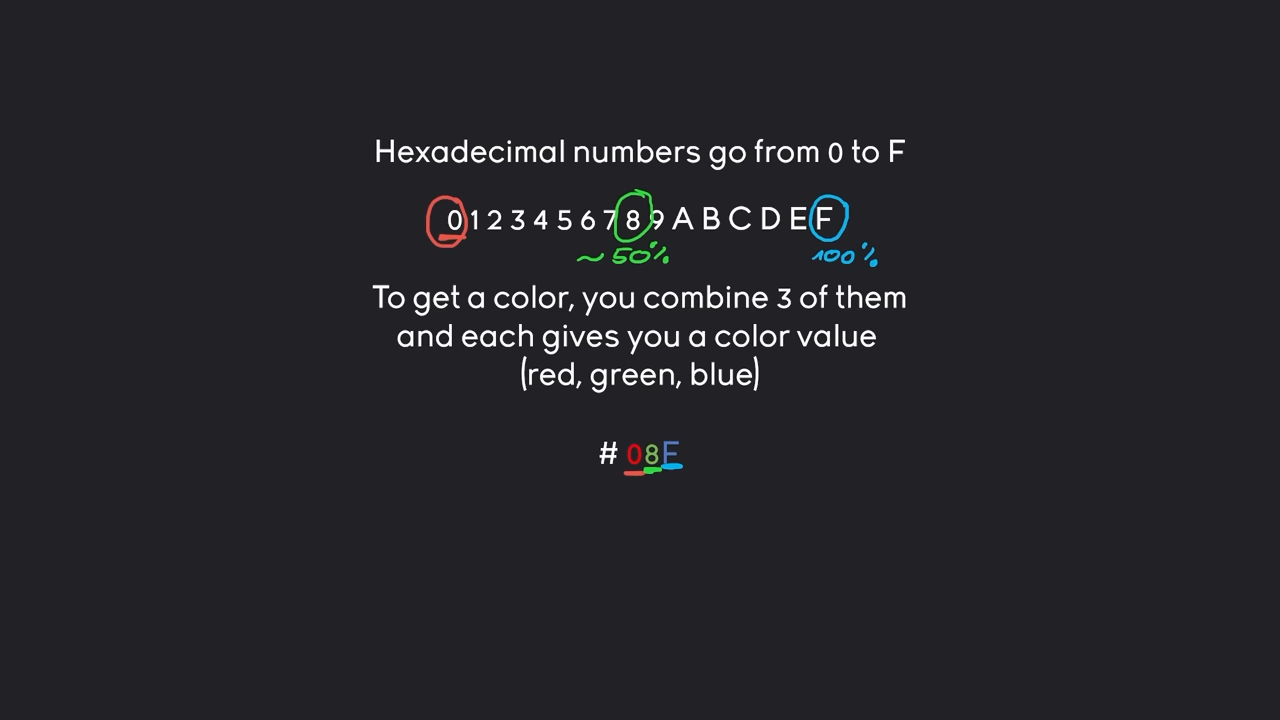 Hexadecimal numbers go from 0 to F
0 1 2 3 4 5 6 7 8 9 A B C D E F
~ 50% 100%
To get a color, you combine 3 of them
and each gives you a color value
(red, green, blue)
# 08F